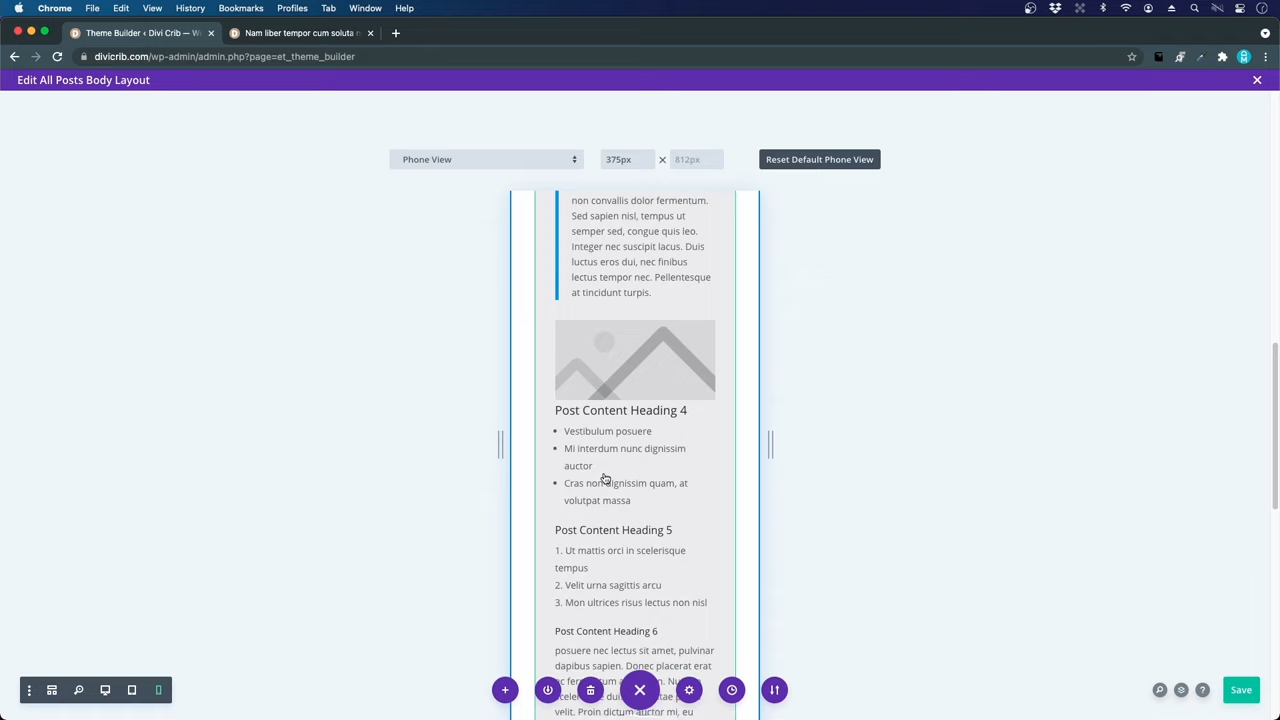 Chrome File Edit View History Bookmarks Profiles Tab Window Help
Theme Builder ‹ Divi Crib — W
Nam liber tempor cum soluta n
divicrib.com/wp-admin/admin.php?page=et_theme_builder
Edit All Posts Body Layout
Phone View
375px
812px
Reset Default Phone View
non convallis dolor fermentum.
Sed sapien nisl, tempus ut
semper sed, congue quis leo.
Integer nec suscipit lacus. Duis
luctus eros dui, nec finibus
lectus tempor nec. Pellentesque
at tincidunt turpis.
Post Content Heading 4
Vestibulum posuere
Mi interdum nunc dignissim
auctor
Cras non dignissim quam, at
volutpat massa
Post Content Heading 5
1. Ut mattis orci in scelerisque
tempus
2. Velit urna sagittis arcu
3. Mon ultrices risus lectus non nisl
Post Content Heading 6
posuere nec lectus sit amet, pulvinar
dapibus sapien. Donec placerat erat
velit. Proin dictum auctor mi, eu
Save